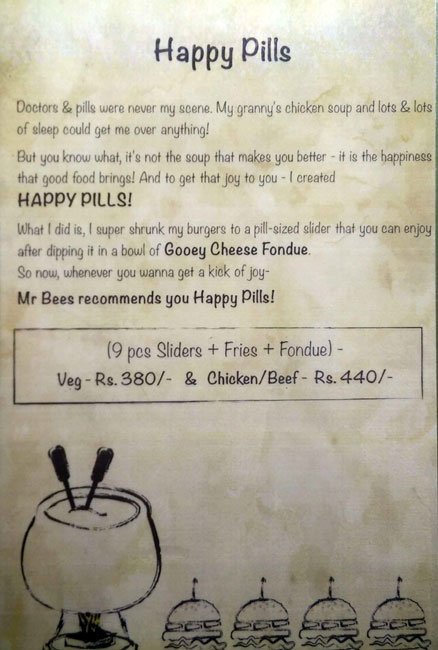 Happy Pills
Doctors & pills were never my scene. My granny's chicken soup and lots & lots
of sleep could get me over anything!
But you know what, it's not the soup that makes you better - it is the happiness
that good food brings! And to get that joy to you - I created
HAPPY PILLS!
What I did is, I super shrunk my burgers to a pill-sized slider that you can enjoy
after dipping it in a bowl of Gooey Cheese Fondue.
So now, whenever you wanna get a kick of joy-
Mr Bees recommends you Happy Pills!
(9 pcs Sliders + Fries + Fondue) -
Veg - Rs. 380/- & Chicken/Beef - Rs. 440/-